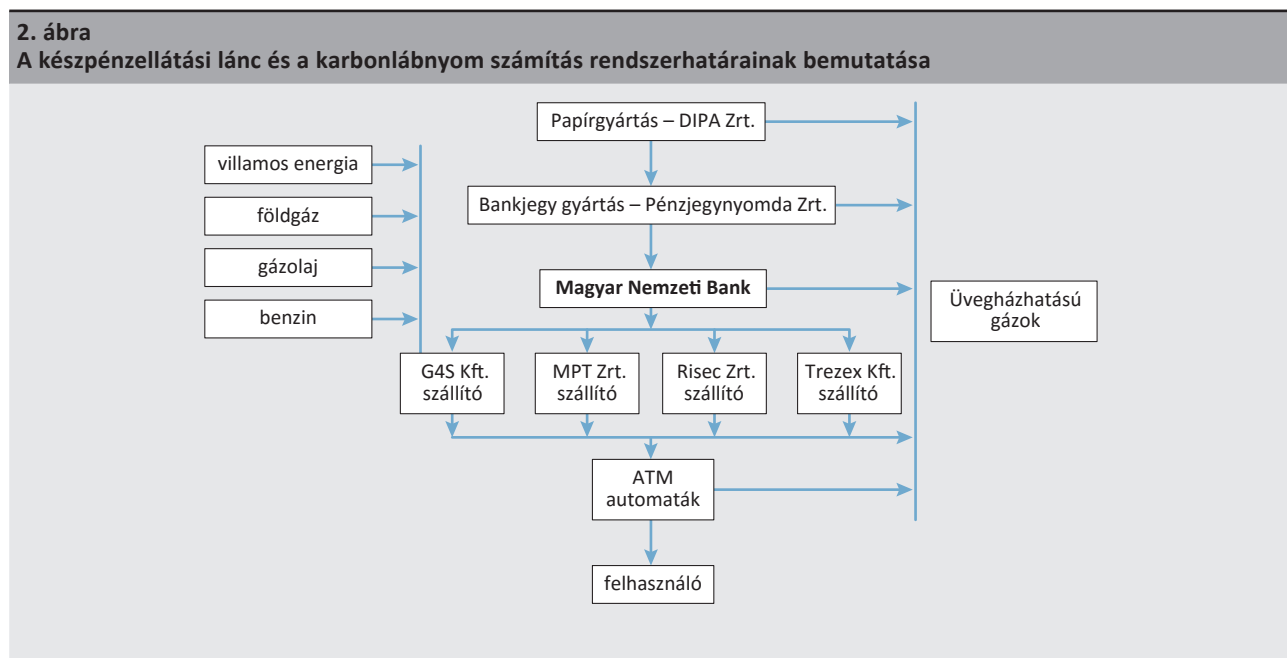 2. ábra
A készpénzellátási lánc és a karbonlábnyom számítás rendszerhatárainak bemutatása
Papírgyártás – DIPA Zrt.
villamos energia
Bankjegy gyártás – Pénzjegynyomda Zrt.
földgáz
gázolaj
Magyar Nemzeti Bank
benzin
Üvegházhatású
gázok
G4S Kft.
szállító
MPT Zrt.
szállító
Risec Zrt.
szállító
Trezex Kft.
szállító
ATM
automaták
felhasználó